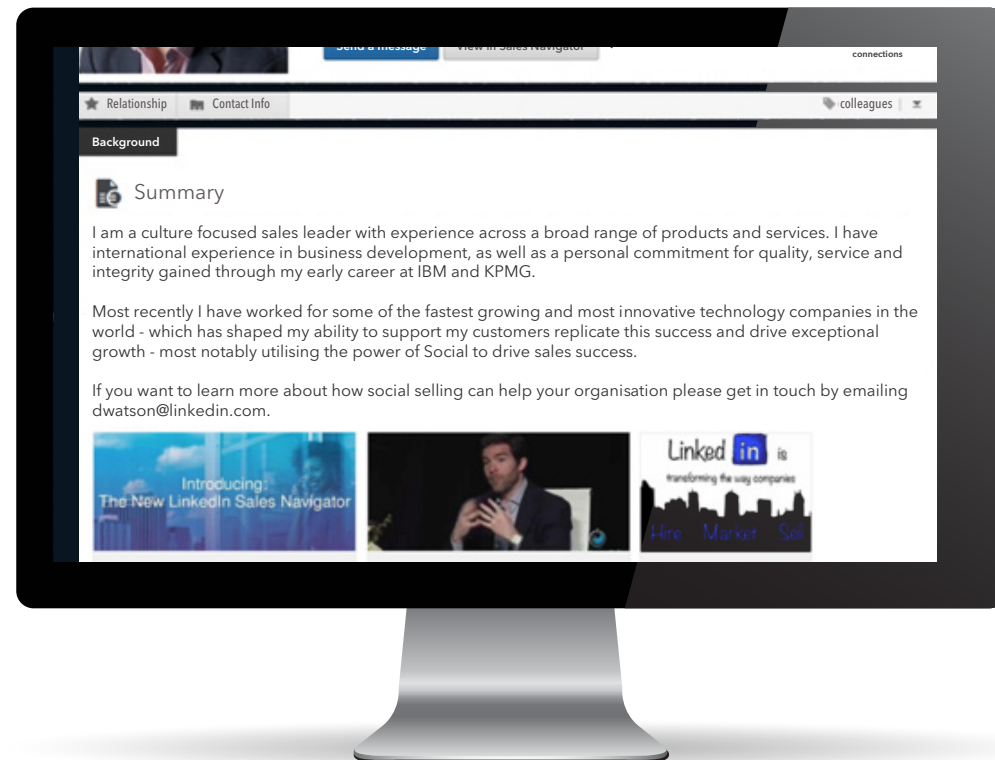 Send a message View in Sales Navigator
connections
Relationship Contact Info colleagues
Background
Summary
I am a culture focused sales leader with experience across a broad range of products and services. I have
international experience in business development, as well as a personal commitment for quality, service and
integrity gained through my early career at IBM and KPMG.
Most recently I have worked for some of the fastest growing and most innovative technology companies in the
world - which has shaped my ability to support my customers replicate this success and drive exceptional
growth - most notably utilising the power of Social to drive sales success.
If you want to learn more about how social selling can help your organisation please get in touch by emailing
dwatson@linkedin.com.
Introducing:
The New LinkedIn Sales Navigator
Linked in is
transforming the way companies
Hire Market Sell